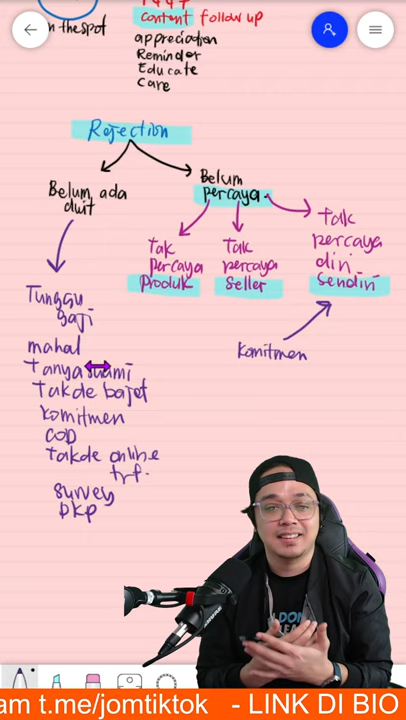 on the spot
content follow up
appreciation
Reminder
Educate
Care
Rejection
Belum ada
duit
Belum
percaya
Tak
percaya
Produk
Tak
percaya
Seller
Tak
percaya
diri
Sendiri
Komitmen
Tunggu
gaji
mahal
Tanya suami
Takde bajet
Komitmen
COD
takde online
trf.
survey
PKP
am t.me/jomtiktok - LINK DI BIO